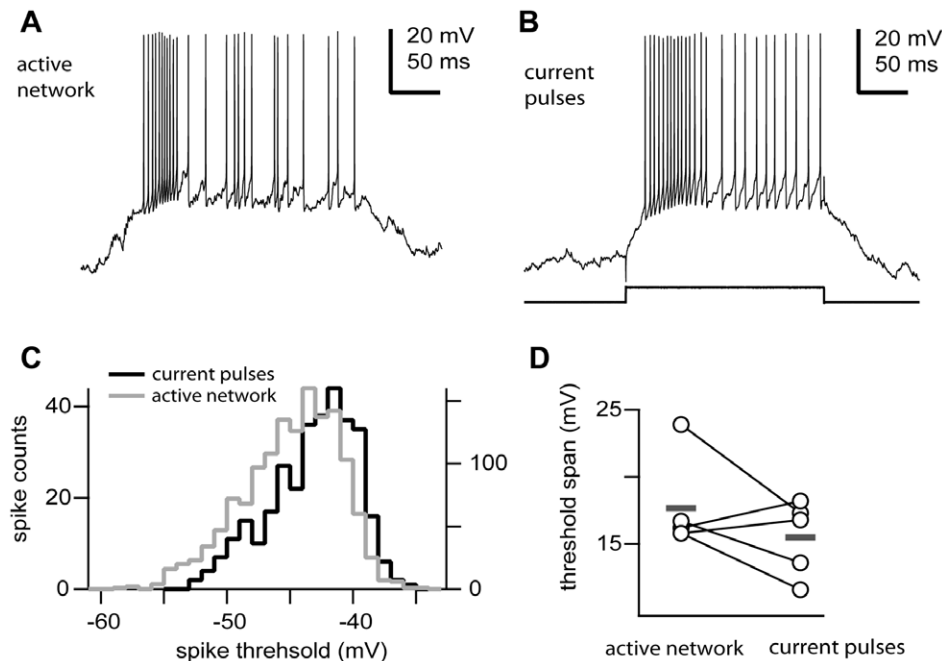 A
active
network
20 mV
50 ms
B
current
pulses
20 mV
50 ms
C
current pulses
active network
spike counts
40
20
0
100
0
-60
-50
-40
spike threhsold (mV)
D
threshold span (mV)
25
15
active network
current pulses